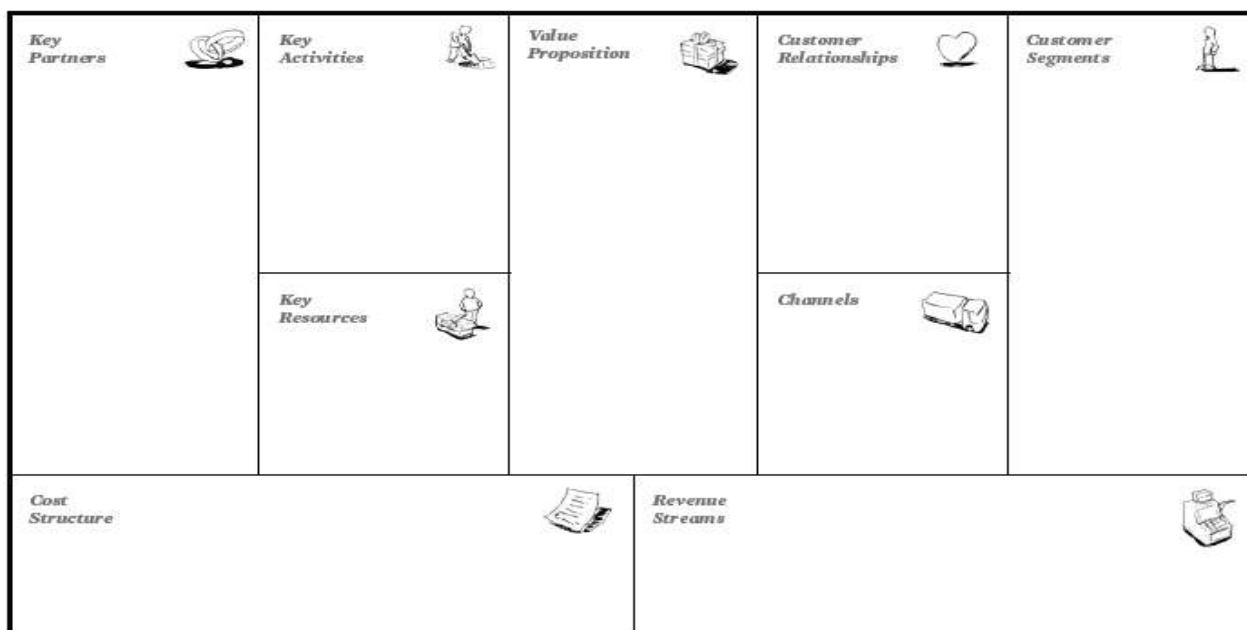 Key
Partners
Key
Activities
Value
Proposition
Customer
Relationships
Customer
Segments
Key
Resources
Channels
Cost
Structure
Revenue
Streams